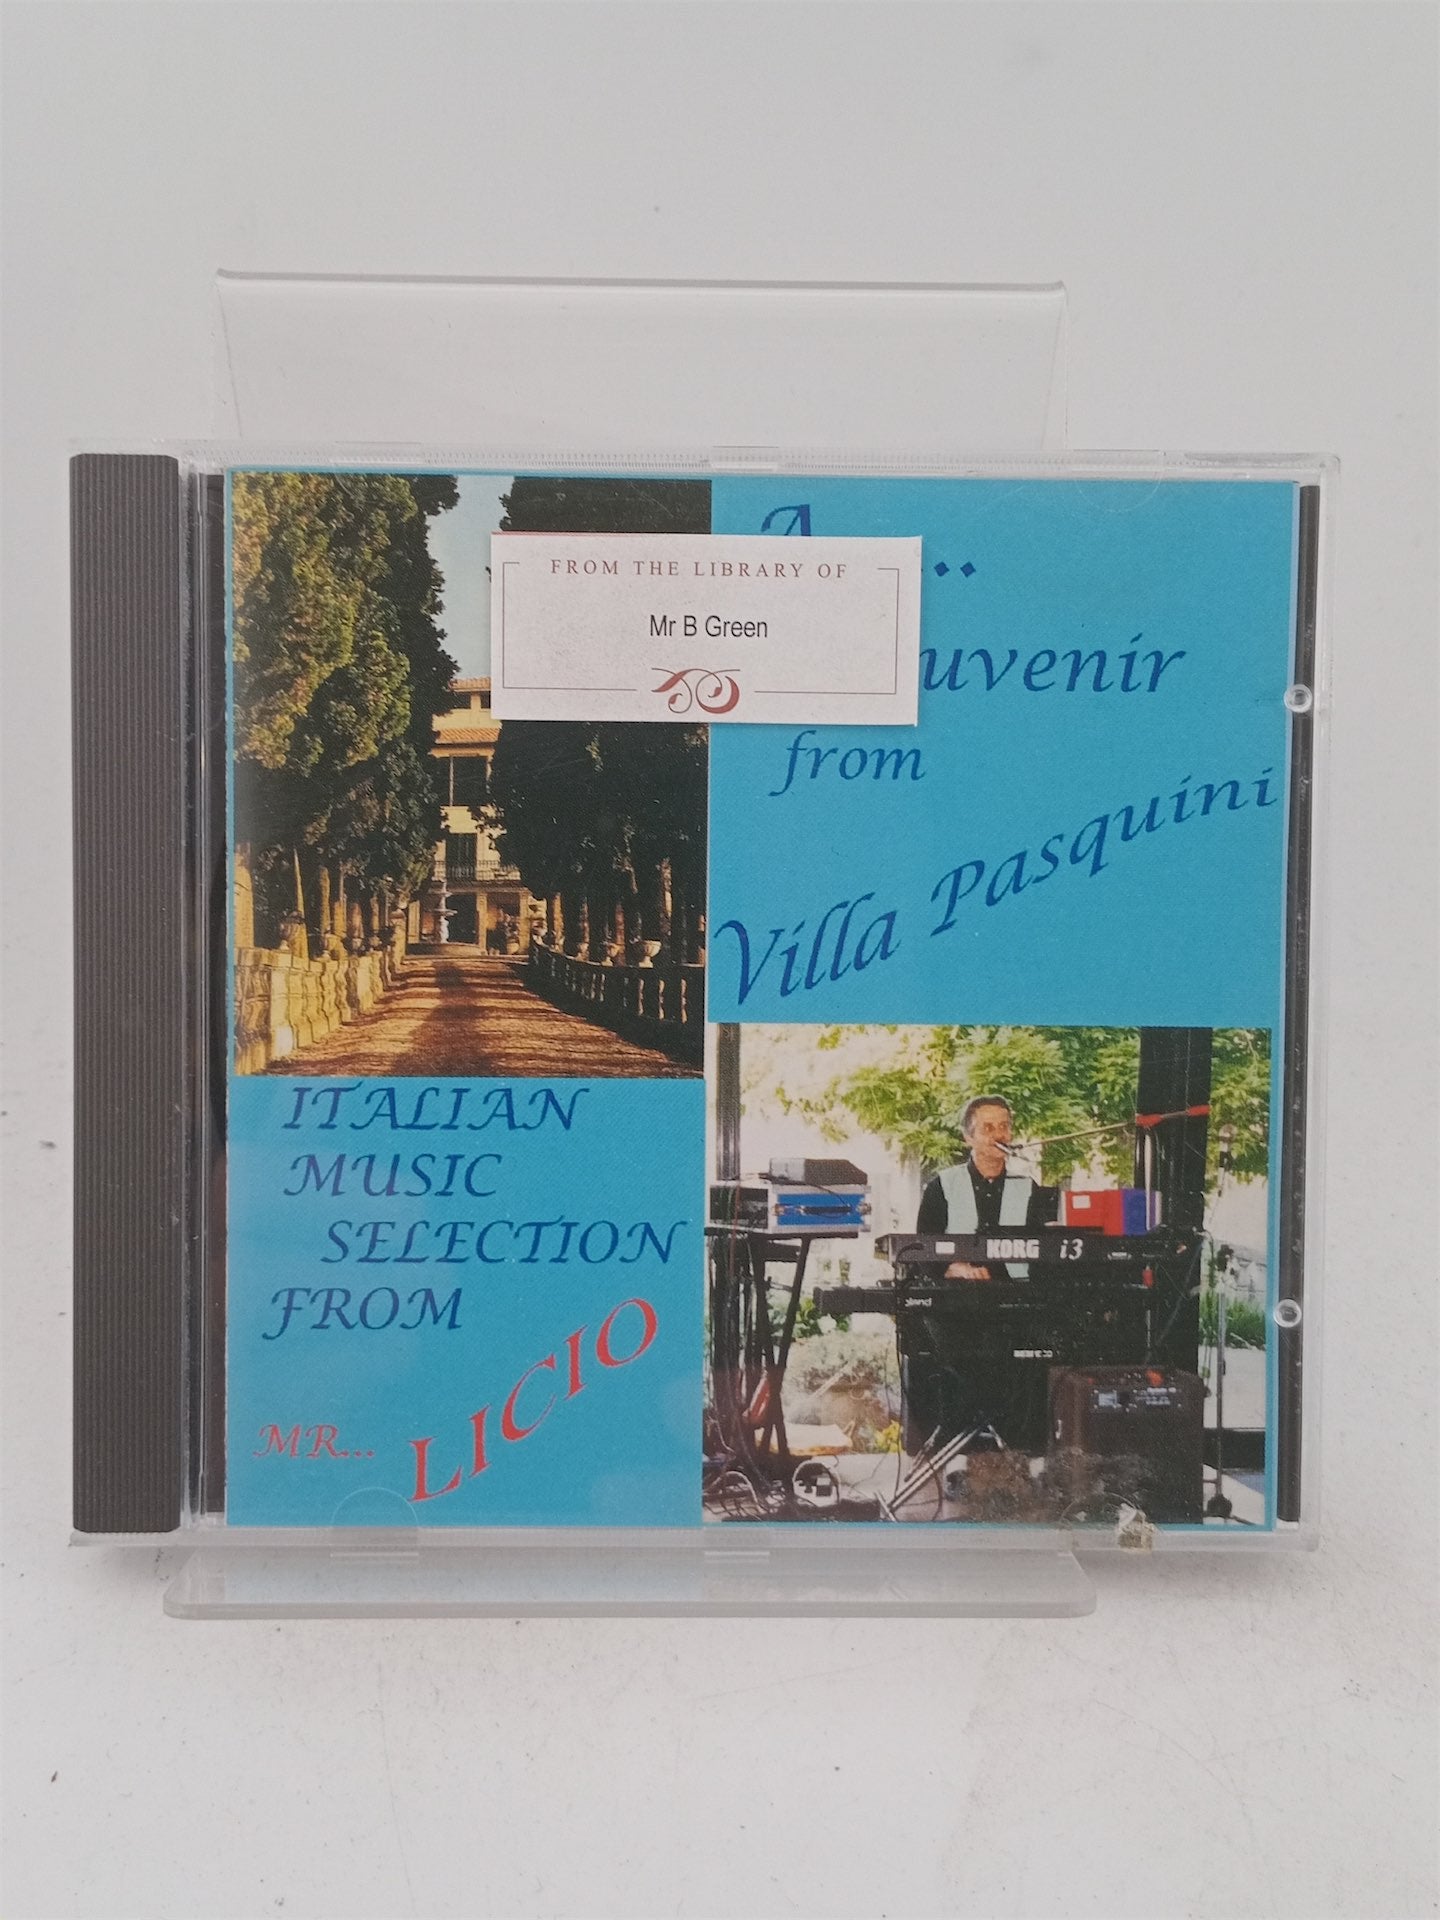 A...
FROM THE LIBRARY OF
Mr B Green
uvenir
from
Villa Pasquini
ITALIAN
MUSIC
SELECTION
FROM
MR... LICIO
KORG i3